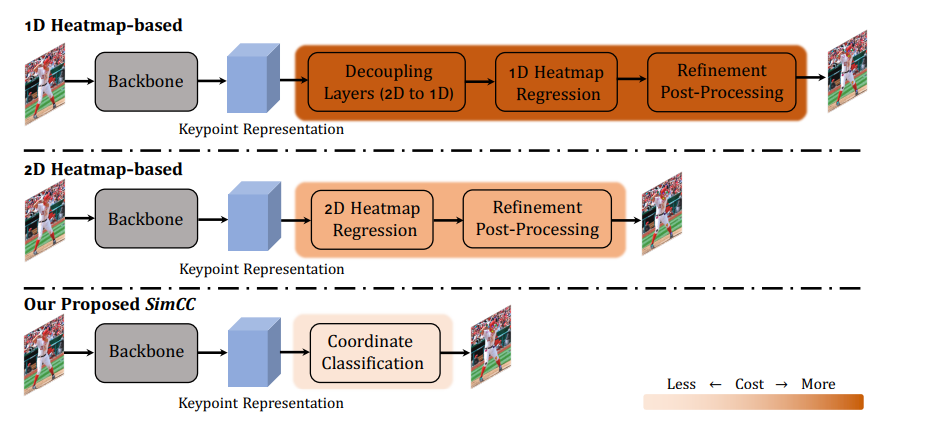 1D Heatmap-based
Backbone
Keypoint Representation
Decoupling
Layers (2D to 1D)
1D Heatmap
Regression
Refinement
Post-Processing
2D Heatmap-based
Backbone
Keypoint Representation
2D Heatmap
Regression
Refinement
Post-Processing
Our Proposed SimCC
Backbone
Keypoint Representation
Coordinate
Classification
Less ← Cost → More